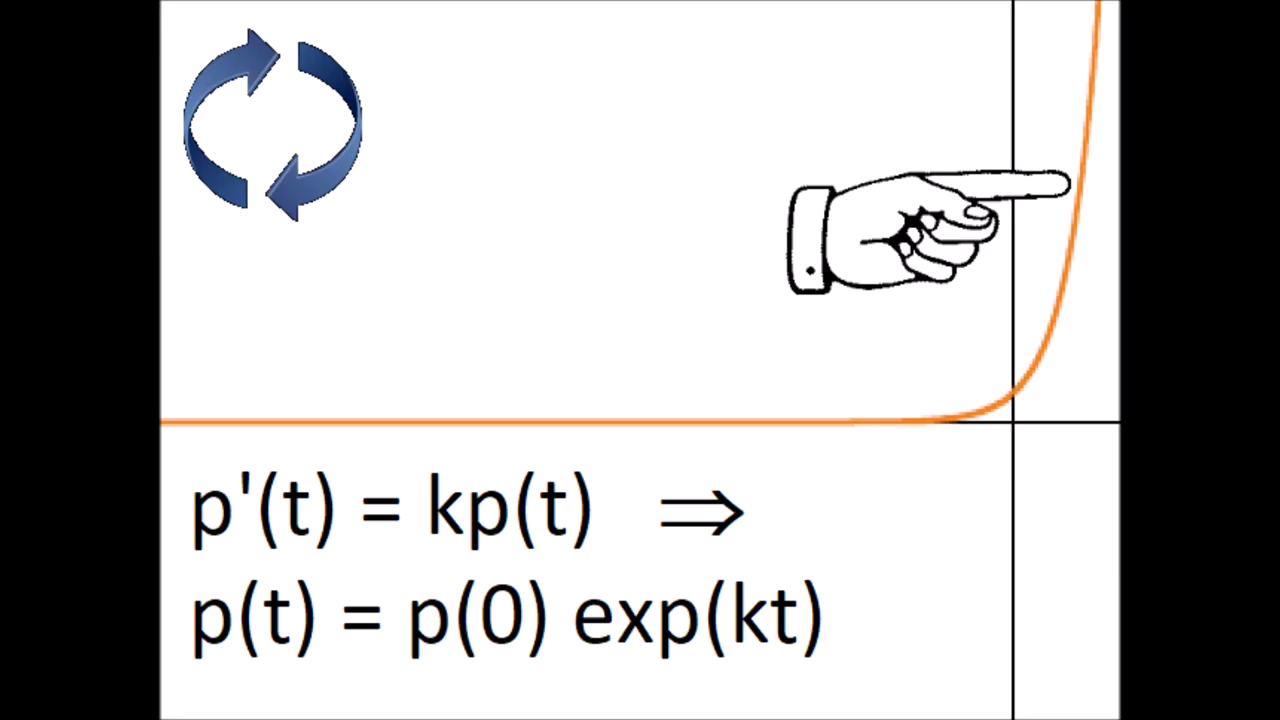 p'(t) = kp(t) ⇒
p(t) = p(0) exp(kt)